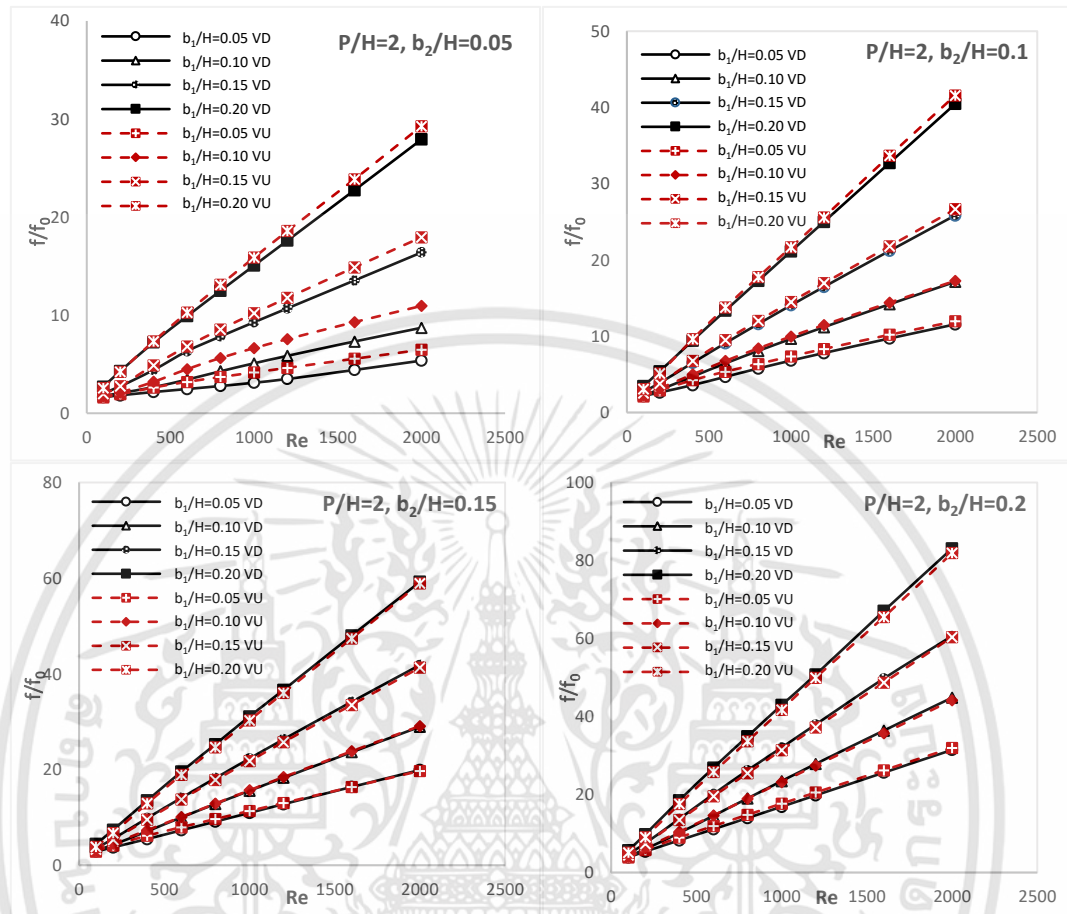 P/H=2, b₂/H=0.05
b₁/H=0.05 VD
b₁/H=0.10 VD
b₁/H=0.15 VD
b₁/H=0.20 VD
b₁/H=0.05 VU
b₁/H=0.10 VU
b₁/H=0.15 VU
b₁/H=0.20 VU
40
30
20
10
0
f/f₀
0
500
1000
1500
2000
2500
Re
P/H=2, b₂/H=0.1
b₁/H=0.05 VD
b₁/H=0.10 VD
b₁/H=0.15 VD
b₁/H=0.20 VD
b₁/H=0.05 VU
b₁/H=0.10 VU
b₁/H=0.15 VU
b₁/H=0.20 VU
50
40
30
20
10
0
f/f₀
0
500
1000
1500
2000
2500
Re
P/H=2, b₂/H=0.15
b₁/H=0.05 VD
b₁/H=0.10 VD
b₁/H=0.15 VD
b₁/H=0.20 VD
b₁/H=0.05 VU
b₁/H=0.10 VU
b₁/H=0.15 VU
b₁/H=0.20 VU
80
60
40
20
0
f/f₀
0
500
1000
1500
2000
2500
Re
P/H=2, b₂/H=0.2
b₁/H=0.05 VD
b₁/H=0.10 VD
b₁/H=0.15 VD
b₁/H=0.20 VD
b₁/H=0.05 VU
b₁/H=0.10 VU
b₁/H=0.15 VU
b₁/H=0.20 VU
100
80
60
40
20
0
f/f₀
0
500
1000
1500
2000
2500
Re